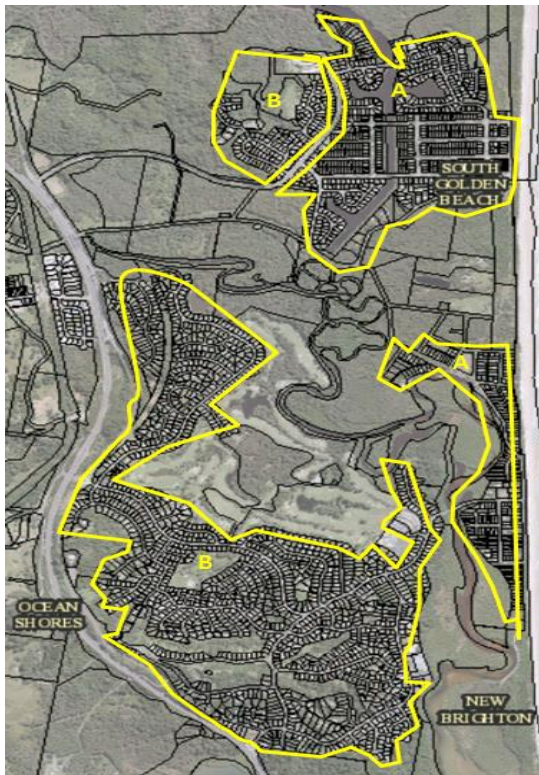 A
B
SOUTH
GOLDEN
BEACH
A
B
OCEAN
SHORES
NEW
BRIGHTON